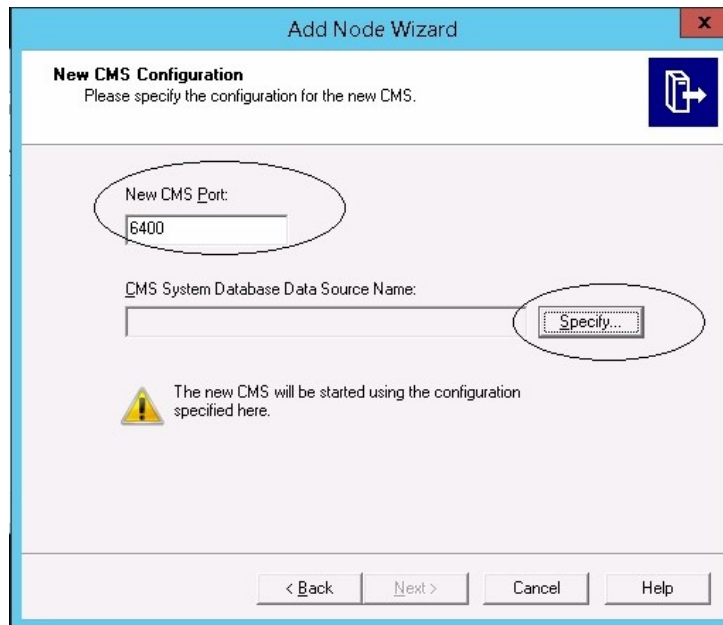 Add Node Wizard
x
New CMS Configuration
Please specify the configuration for the new CMS.
New CMS Port:
6400
CMS System Database Data Source Name:
Specify...
The new CMS will be started using the configuration
specified here.
< Back
Next >
Cancel
Help